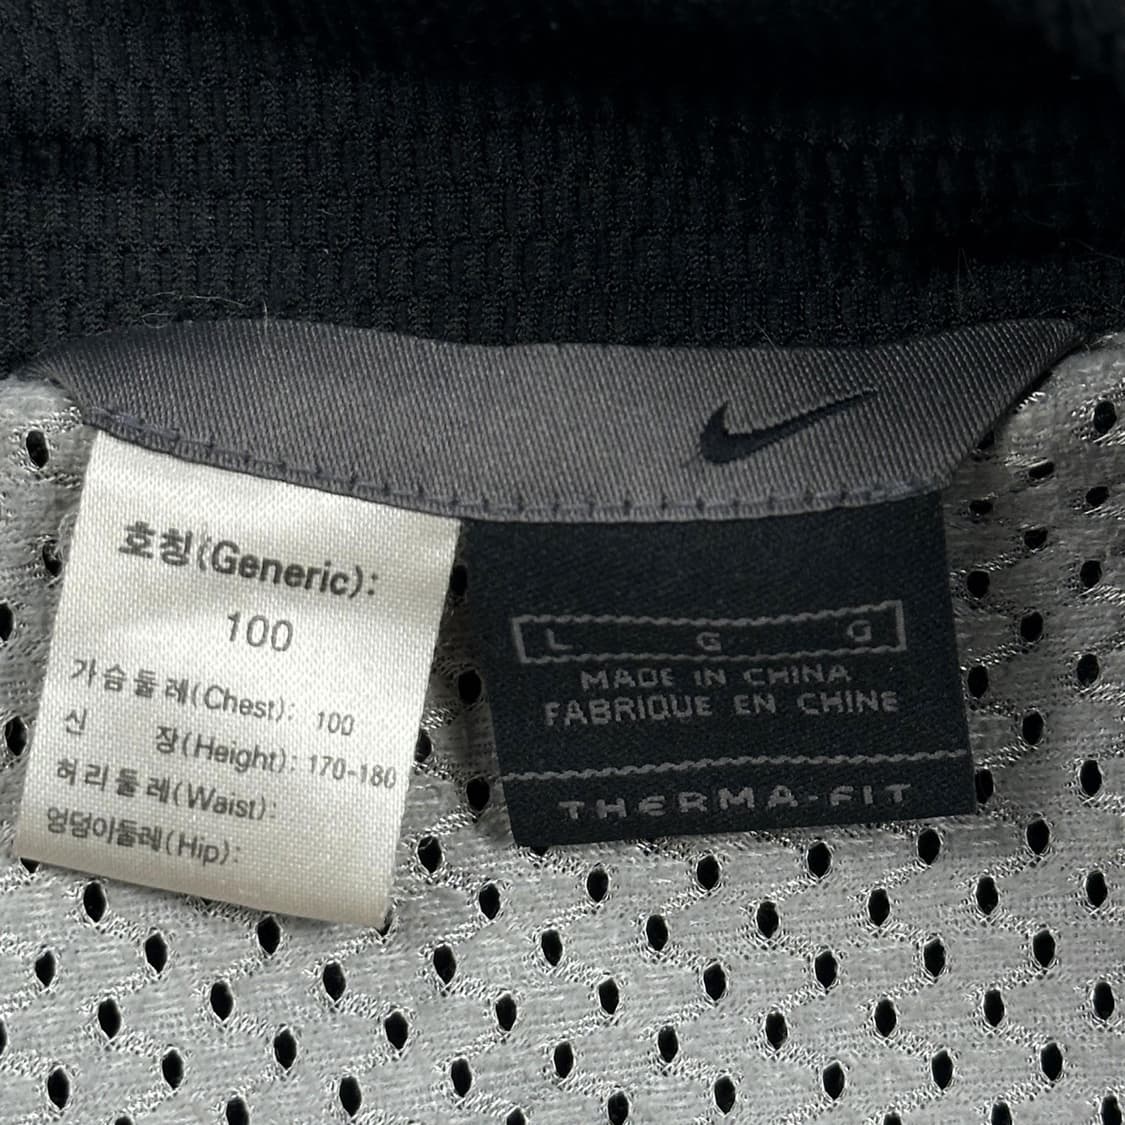 호칭(Generic):
100
가슴둘레(Chest): 100
신 장(Height): 170-180
허리둘레(Waist):
엉덩이둘레(Hip):
L G G
MADE IN CHINA
FABRIQUE EN CHINE
THERMA-FIT